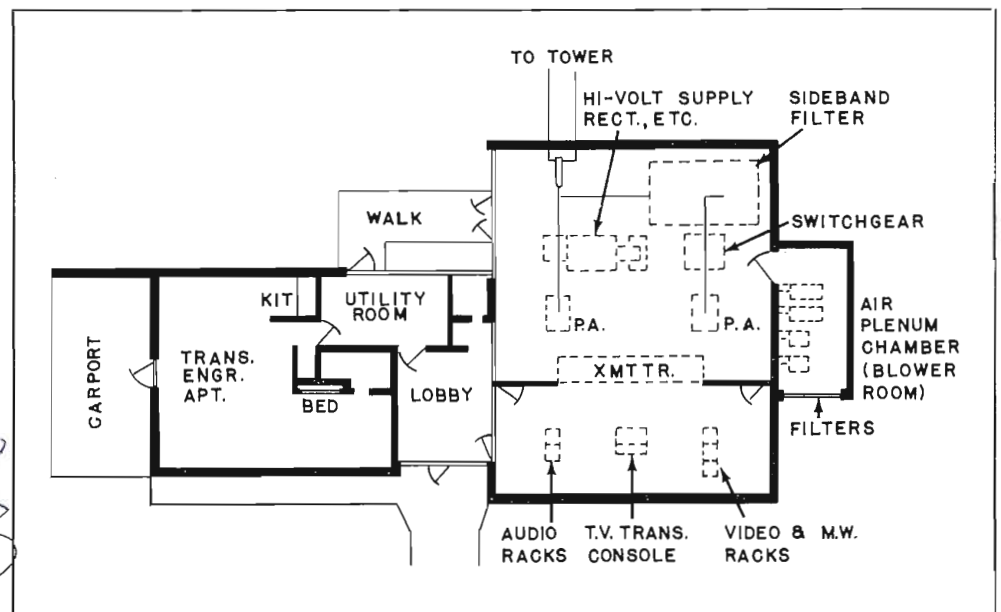 TO TOWER
HI-VOLT SUPPLY
RECT., ETC.
SIDEBAND
FILTER
WALK
SWITCHGEAR
KIT
UTILITY
ROOM
P.A.
P.A.
AIR
PLENUM
CHAMBER
(BLOWER
ROOM)
CARPORT
TRANS.
ENGR.
APT.
BED
LOBBY
XMTTR.
FILTERS
AUDIO
RACKS
T.V. TRANS.
CONSOLE
VIDEO & M.W.
RACKS